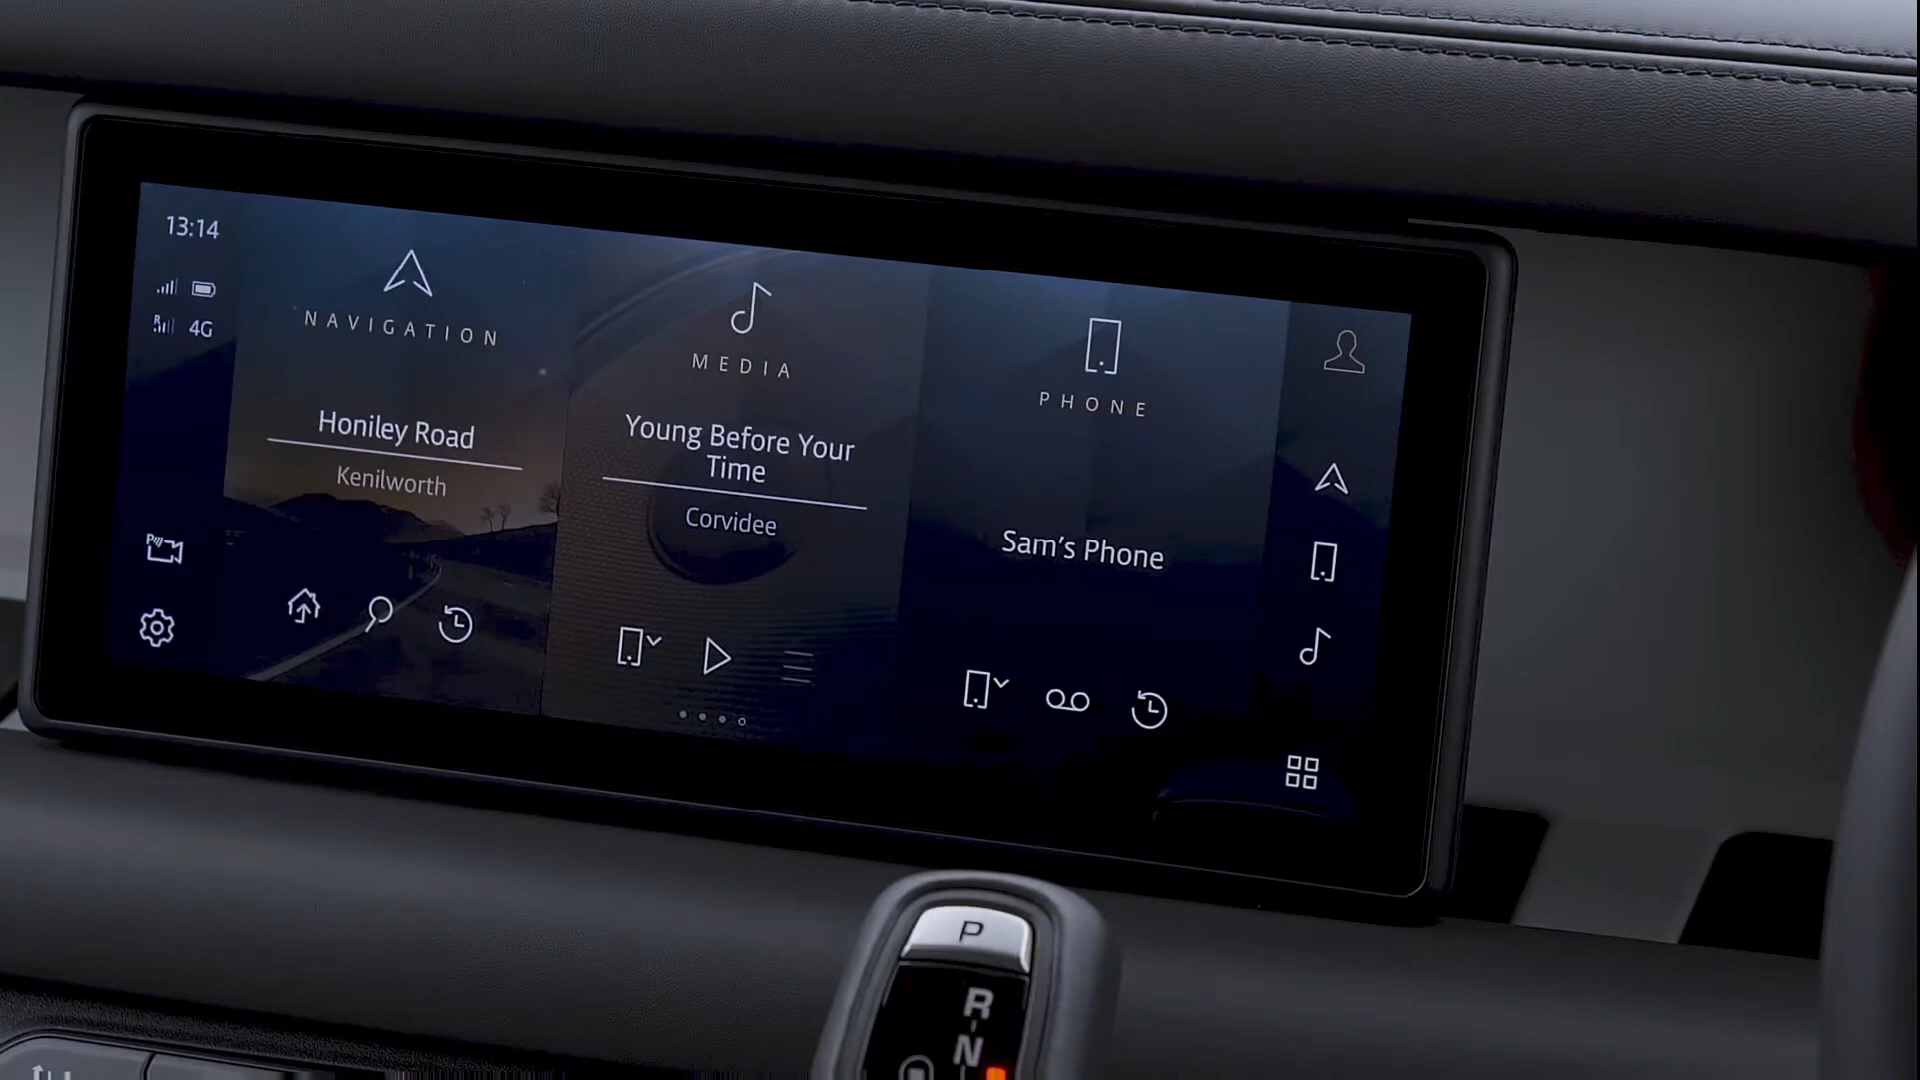 13:14
R 4G
NAVIGATION
Honiley Road
Kenilworth
MEDIA
Young Before Your
Time
Corvidee
PHONE
Sam's Phone
P
P
R
N